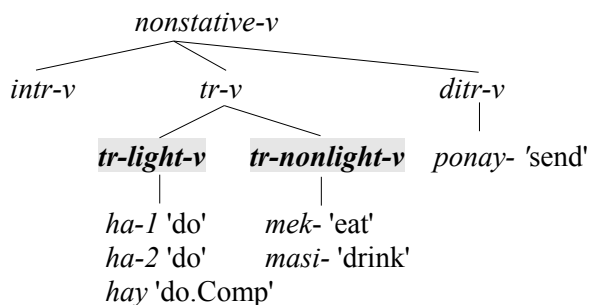 nonstative-v
intr-v tr-v ditr-v
tr-light-v tr-nonlight-v ponay- 'send'
ha-1 'do' mek- 'eat'
ha-2 'do' masi- 'drink'
hay 'do.Comp'